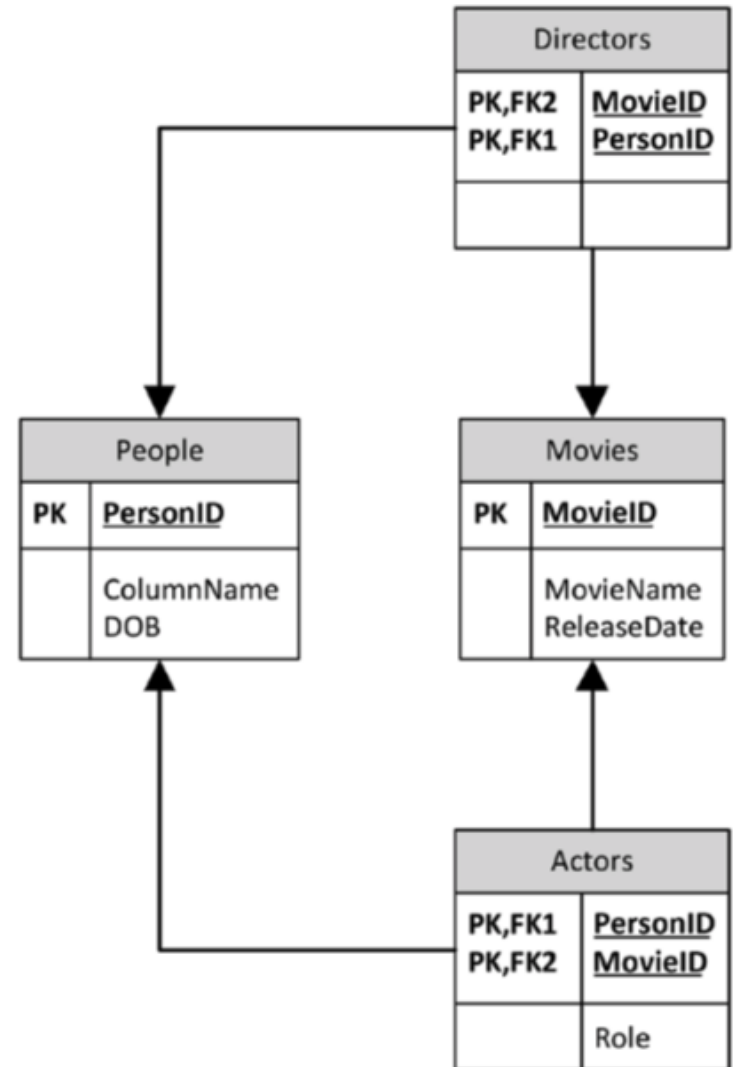 Directors
PK,FK2 MovieID
PK,FK1 PersonID
People
PK PersonID
ColumnName
DOB
Movies
PK MovieID
MovieName
ReleaseDate
Actors
PK,FK1 PersonID
PK,FK2 MovieID
Role